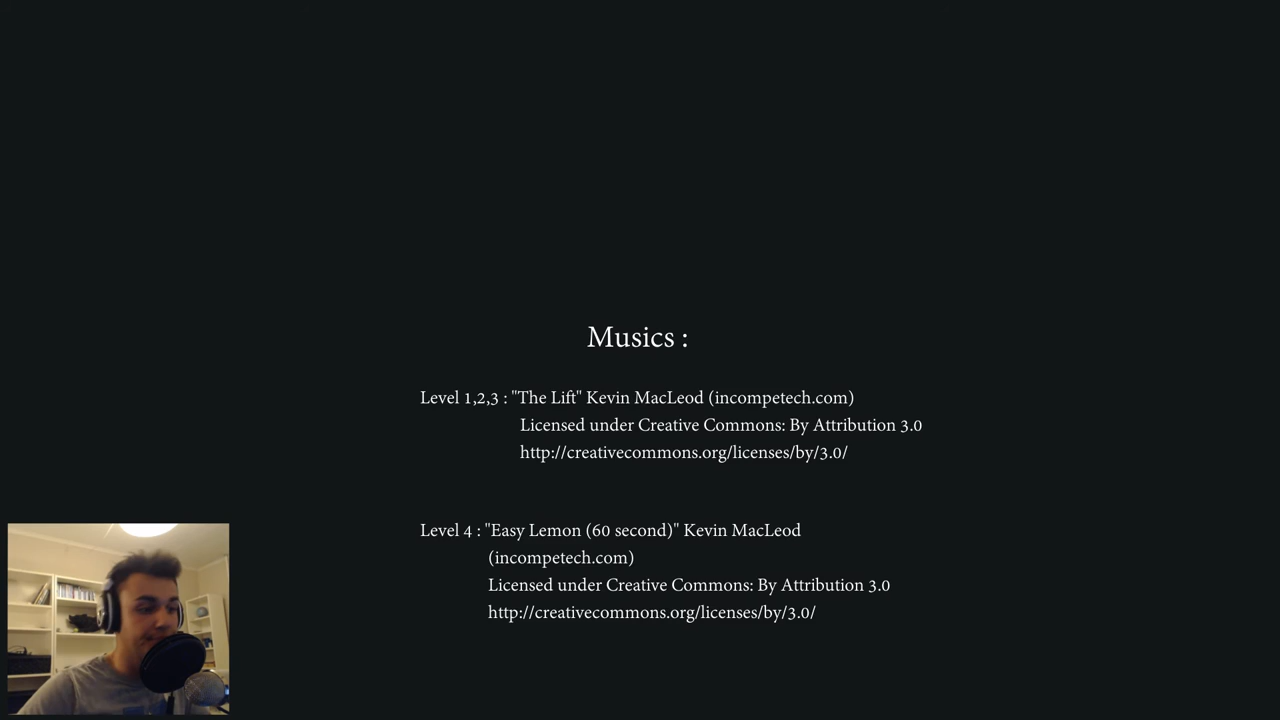 Musics :
Level 1,2,3 : "The Lift" Kevin MacLeod (incompetech.com)
Licensed under Creative Commons: By Attribution 3.0
http://creativecommons.org/licenses/by/3.0/
Level 4 : "Easy Lemon (60 second)" Kevin MacLeod
(incompetech.com)
Licensed under Creative Commons: By Attribution 3.0
http://creativecommons.org/licenses/by/3.0/